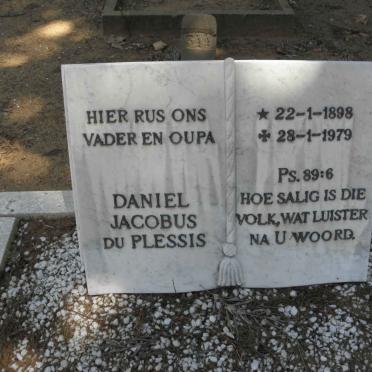 HIER RUS ONS
VADER EN OUPA
DANIEL
JACOBUS
DU PLESSIS
★ 22-1-1898
✠ 28-1-1979
PS. 89:6
HOE SALIG IS DIE
VOLK, WAT LUISTER
NA U WOORD.